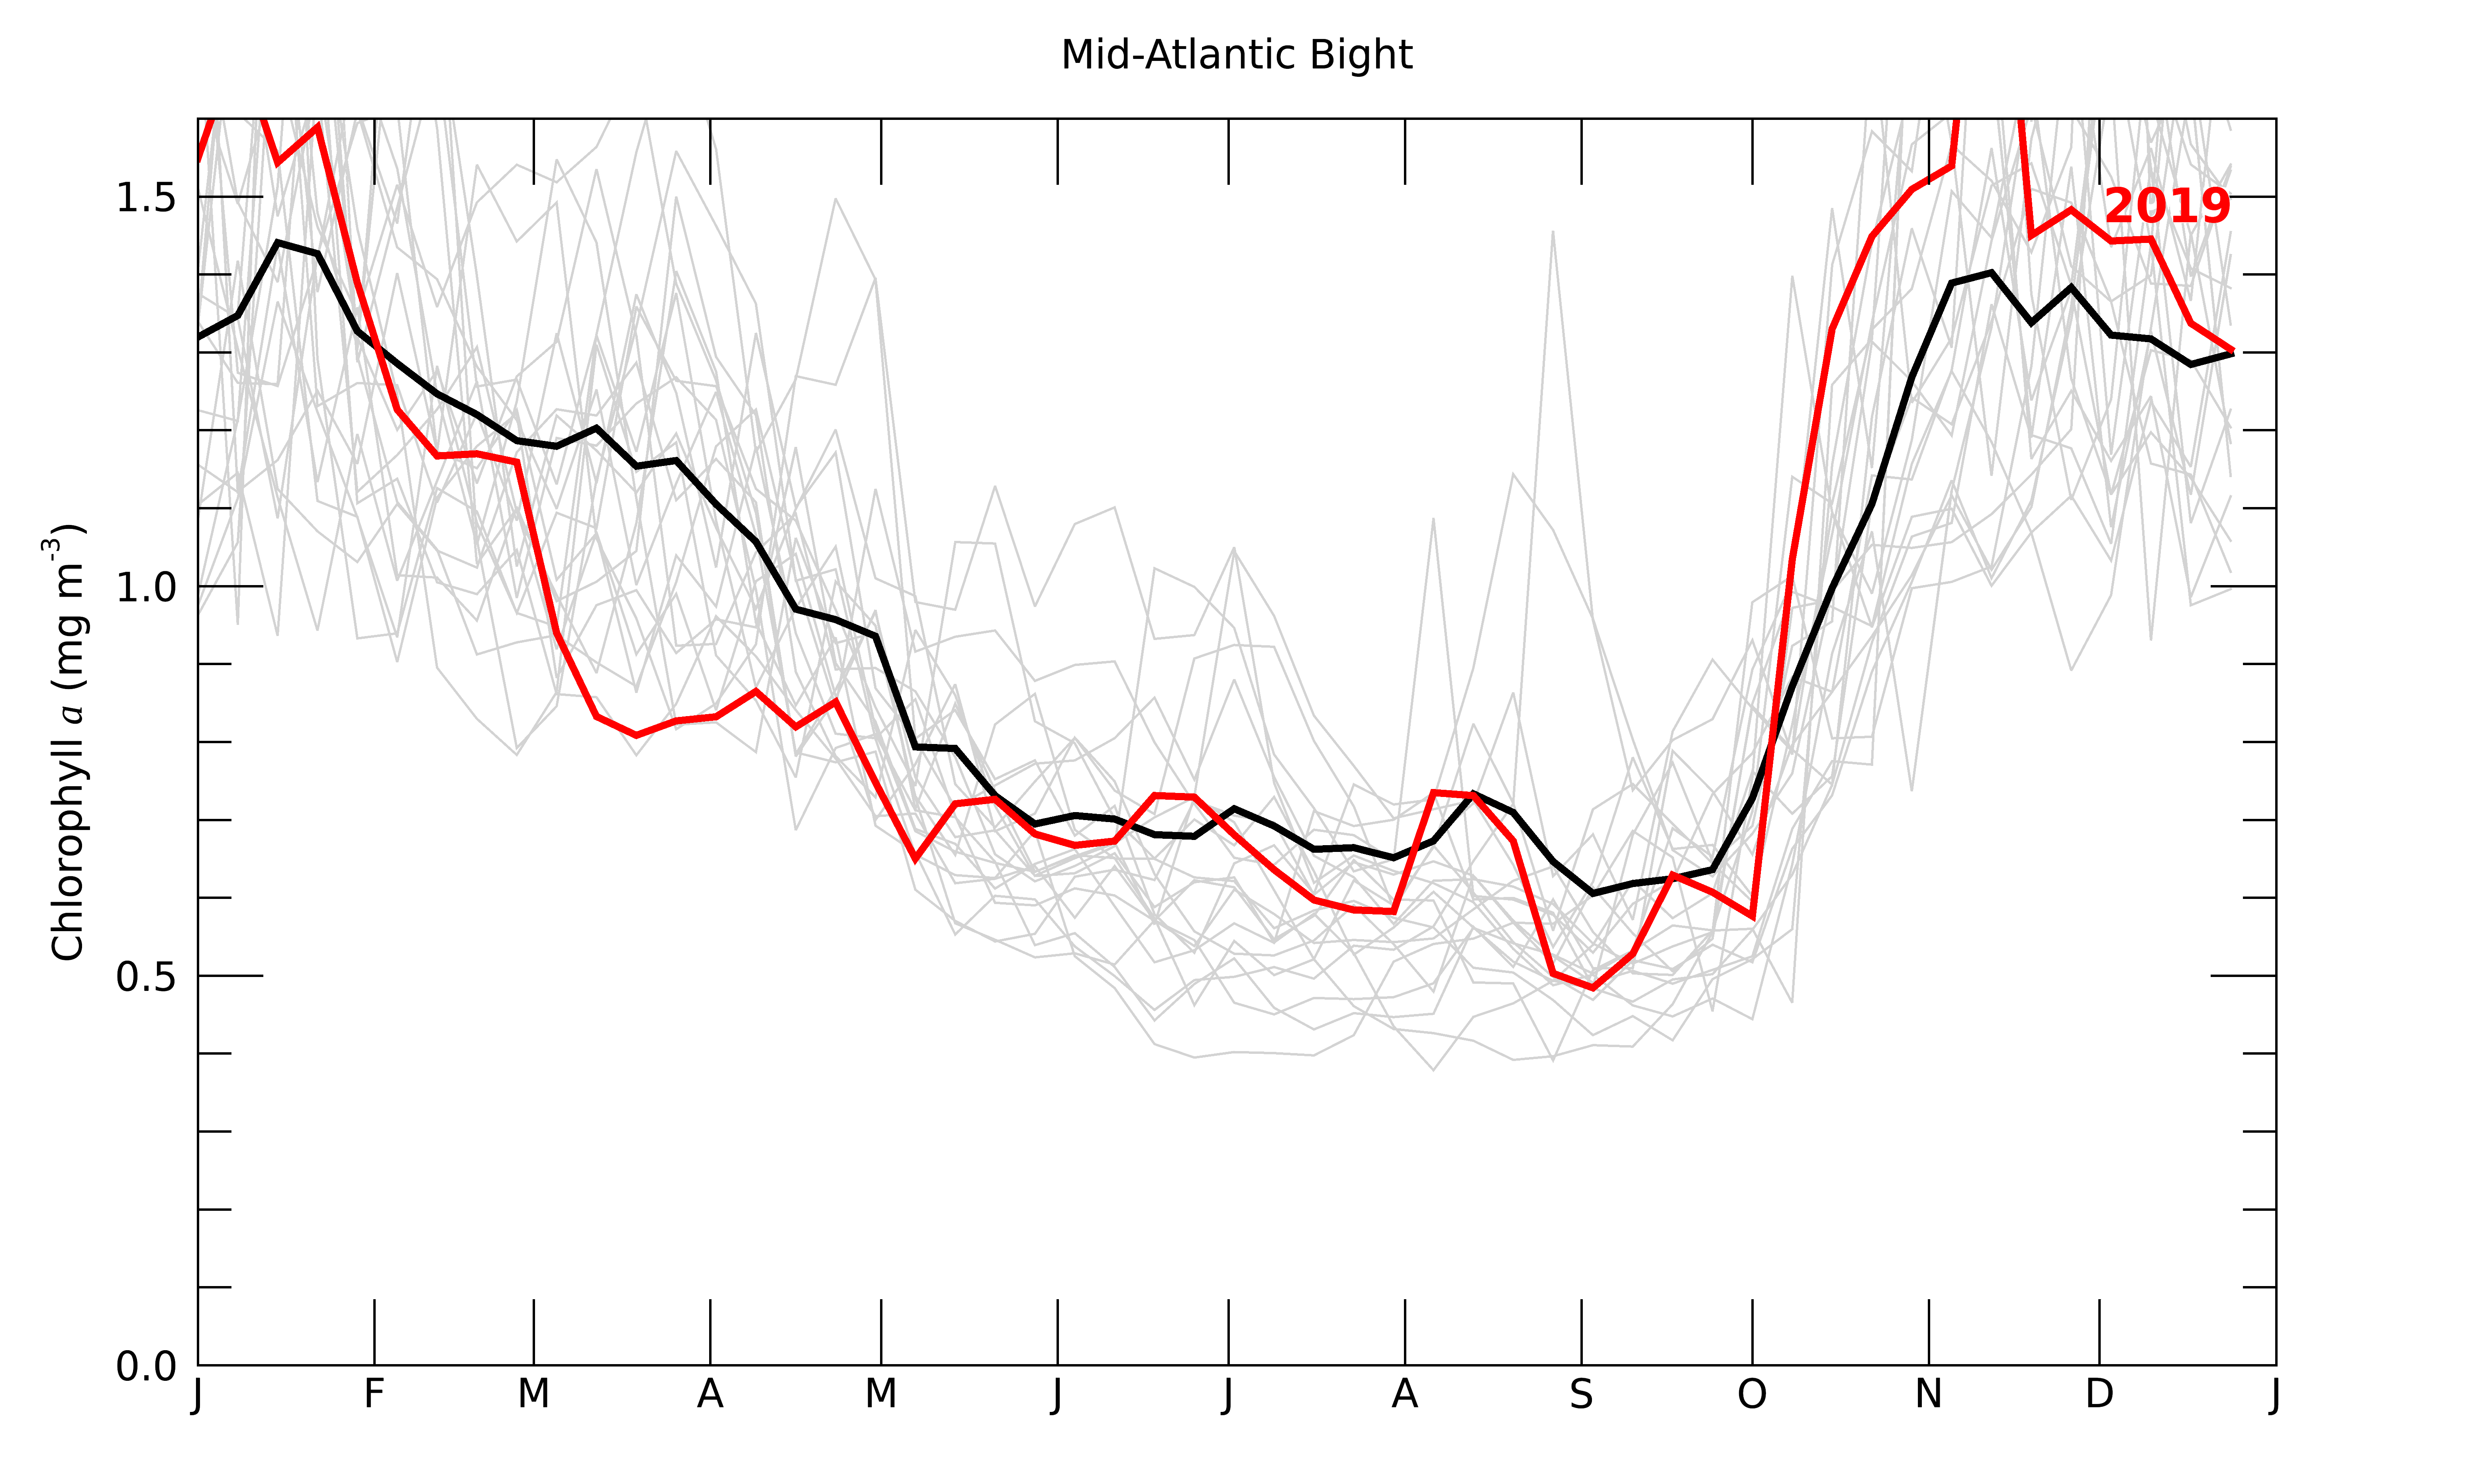 Mid-Atlantic Bight
Chlorophyll a (mg m⁻³)
1.5
1.0
0.5
0.0
2019
J F M A M J J A S O N D J